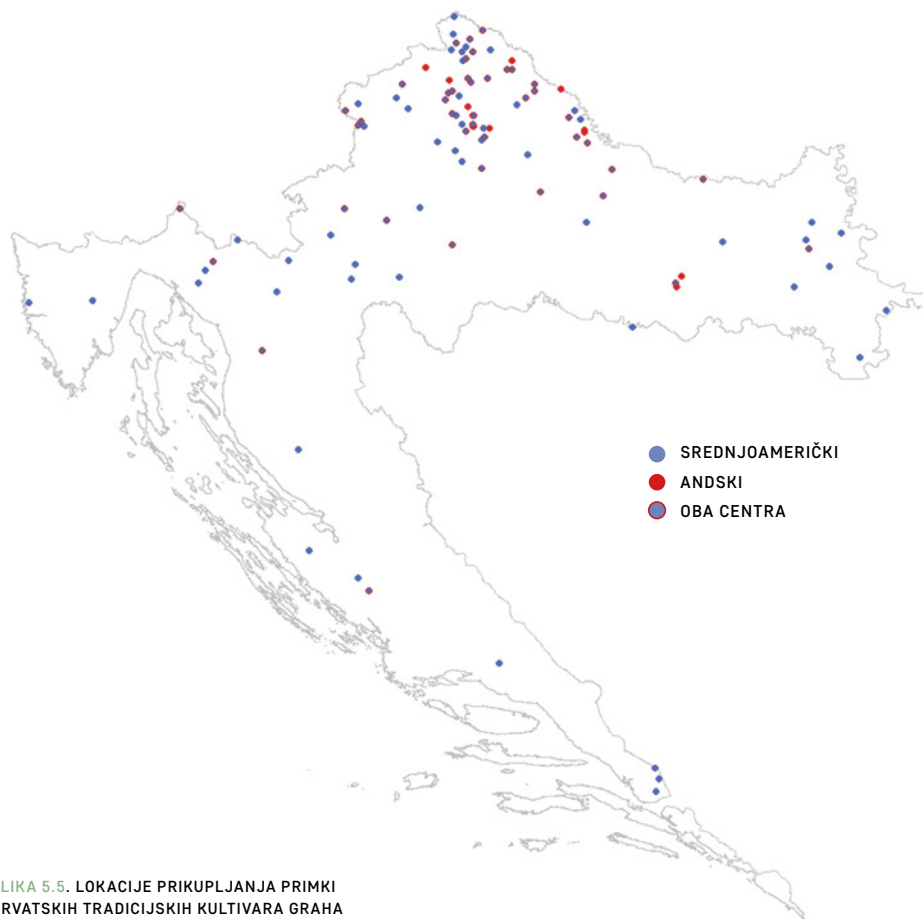 SREDNJOAMERIČKI
ANDSKI
OBA CENTRA
LIKA 5.5. LOKACIJE PRIKUPLJANJA PRIMKI
RVATSKIH TRADICIJSKIH KULTIVARA GRAHA